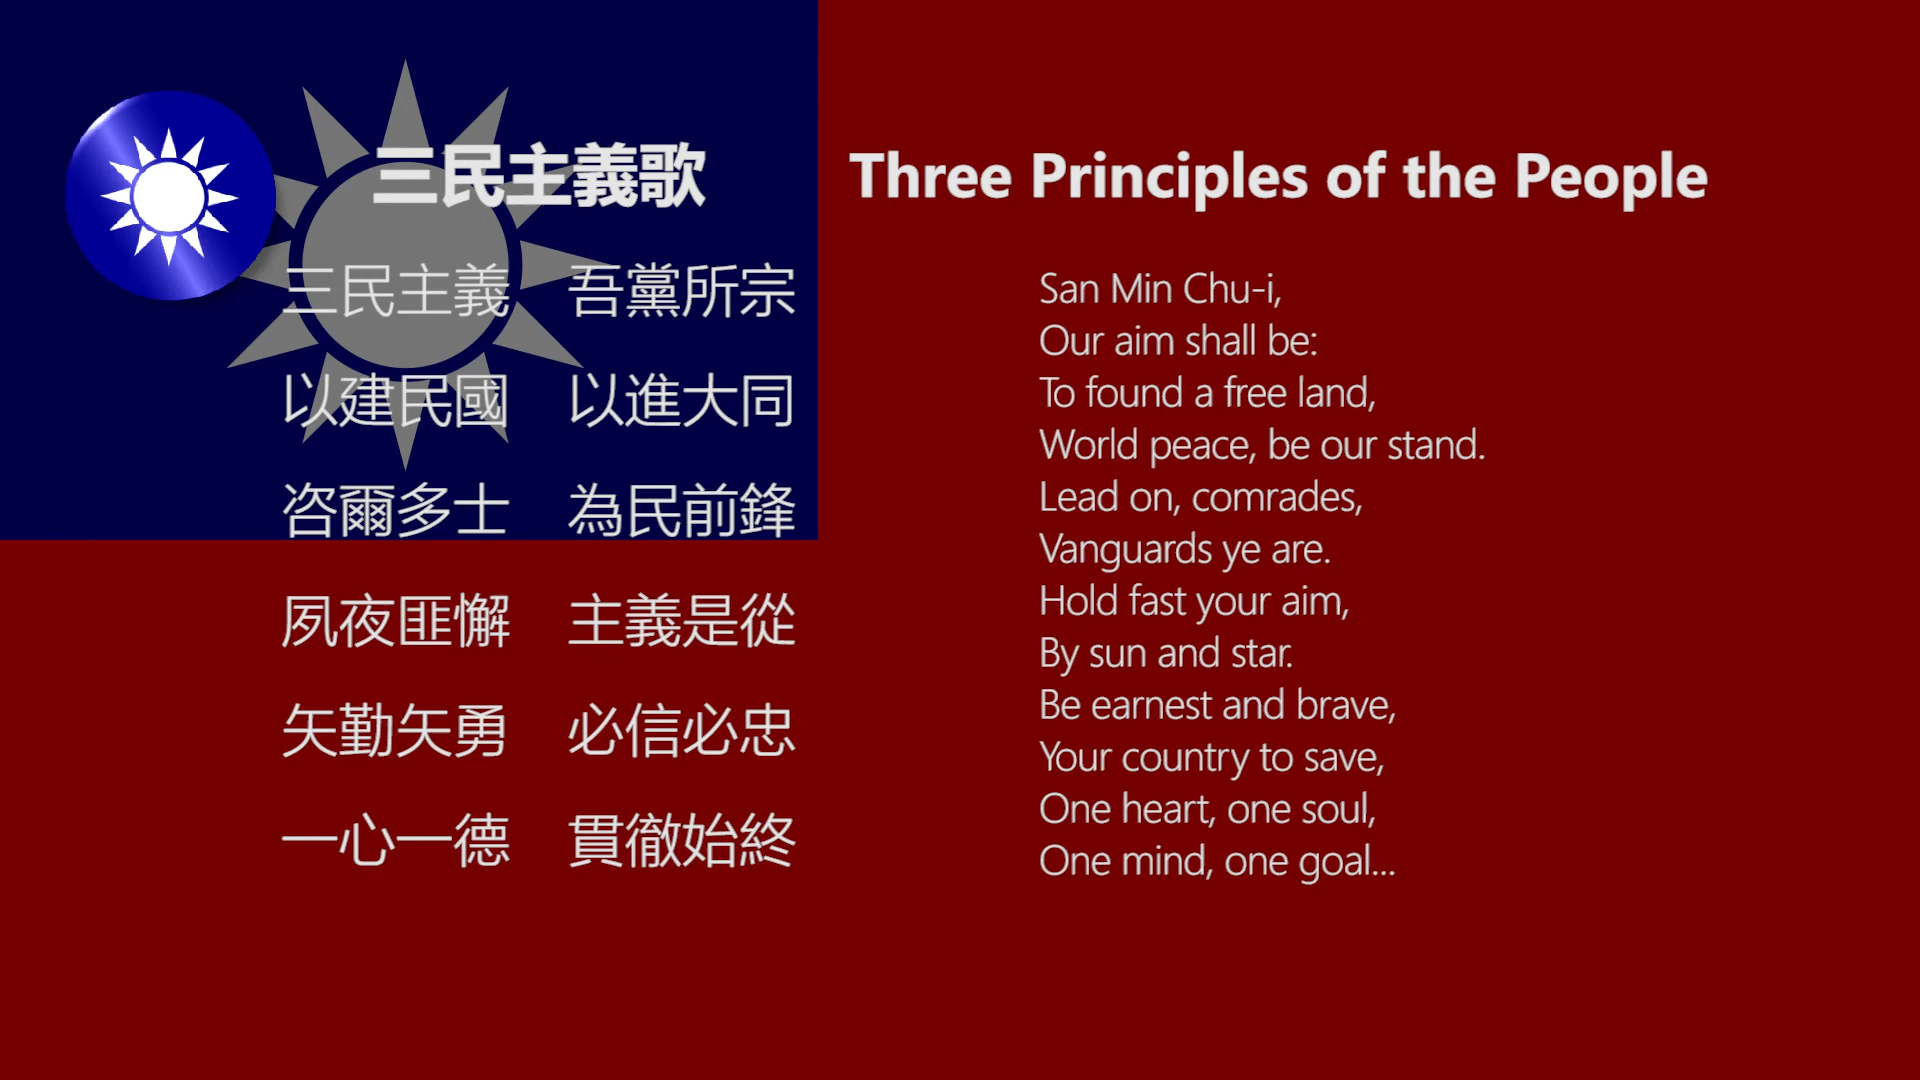 三民主義歌
三民主義　吾黨所宗
以建民國　以進大同
咨爾多士　為民前鋒
夙夜匪懈　主義是從
矢勤矢勇　必信必忠
一心一德　貫徹始終
Three Principles of the People
San Min Chu-i,
Our aim shall be:
To found a free land,
World peace, be our stand.
Lead on, comrades,
Vanguards ye are.
Hold fast your aim,
By sun and star.
Be earnest and brave,
Your country to save,
One heart, one soul,
One mind, one goal...